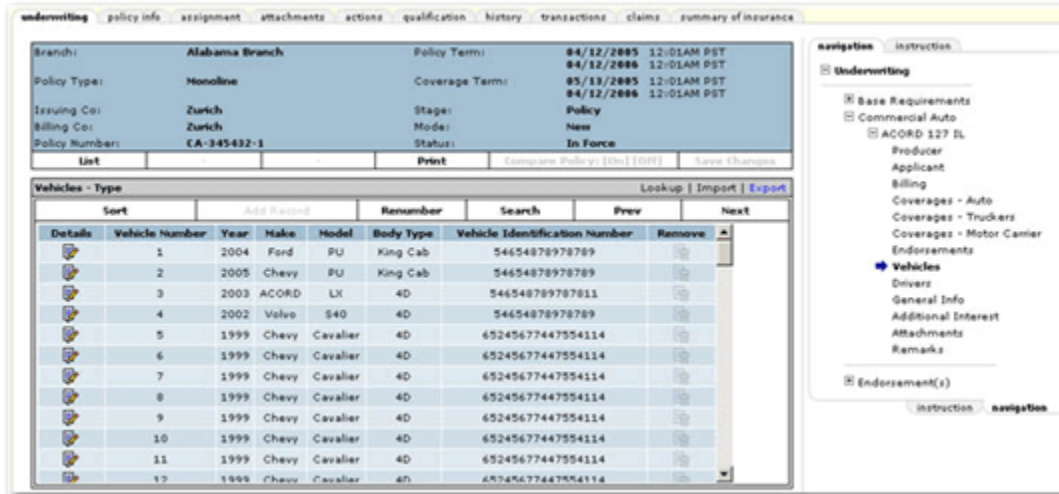 underwriting policy info assignment attachments actions qualification history transactions claims summary of insurance
Branch: Alabama Branch Policy Term: 04/12/2005 12:01AM PST
04/12/2006 12:01AM PST
Policy Type: Monoline Coverage Term: 05/13/2005 12:01AM PST
04/12/2006 12:01AM PST
Issuing Co: Zurich Stage: Policy
Billing Co: Zurich Mode: New
Policy Number: CA-345432-1 Status: In Force
List - - Print Compare Policy: [On] [Off] Save Changes
Vehicles - Type Lookup | Import | Export
Sort Add Record Renumber Search Prev Next
Details Vehicle Number Year Make Model Body Type Vehicle Identification Number Remove
1 2004 Ford PU King Cab 54654878978789
2 2005 Chevy PU King Cab 54654878978789
3 2003 ACORD LX 4D 546548789787811
4 2002 Volvo S40 4D 54654878978789
5 1999 Chevy Cavalier 4D 65245677447554114
6 1999 Chevy Cavalier 4D 65245677447554114
7 1999 Chevy Cavalier 4D 65245677447554114
8 1999 Chevy Cavalier 4D 65245677447554114
9 1999 Chevy Cavalier 4D 65245677447554114
10 1999 Chevy Cavalier 4D 65245677447554114
11 1999 Chevy Cavalier 4D 65245677447554114
12 1999 Chevy Cavalier 4D 65245677447554114
navigation instruction
Underwriting
Base Requirements
Commercial Auto
ACORD 127 IL
Producer
Applicant
Billing
Coverages - Auto
Coverages - Truckers
Coverages - Motor Carrier
Endorsements
Vehicles
Drivers
General Info
Additional Interest
Attachments
Remarks
Endorsement(s)
instruction navigation